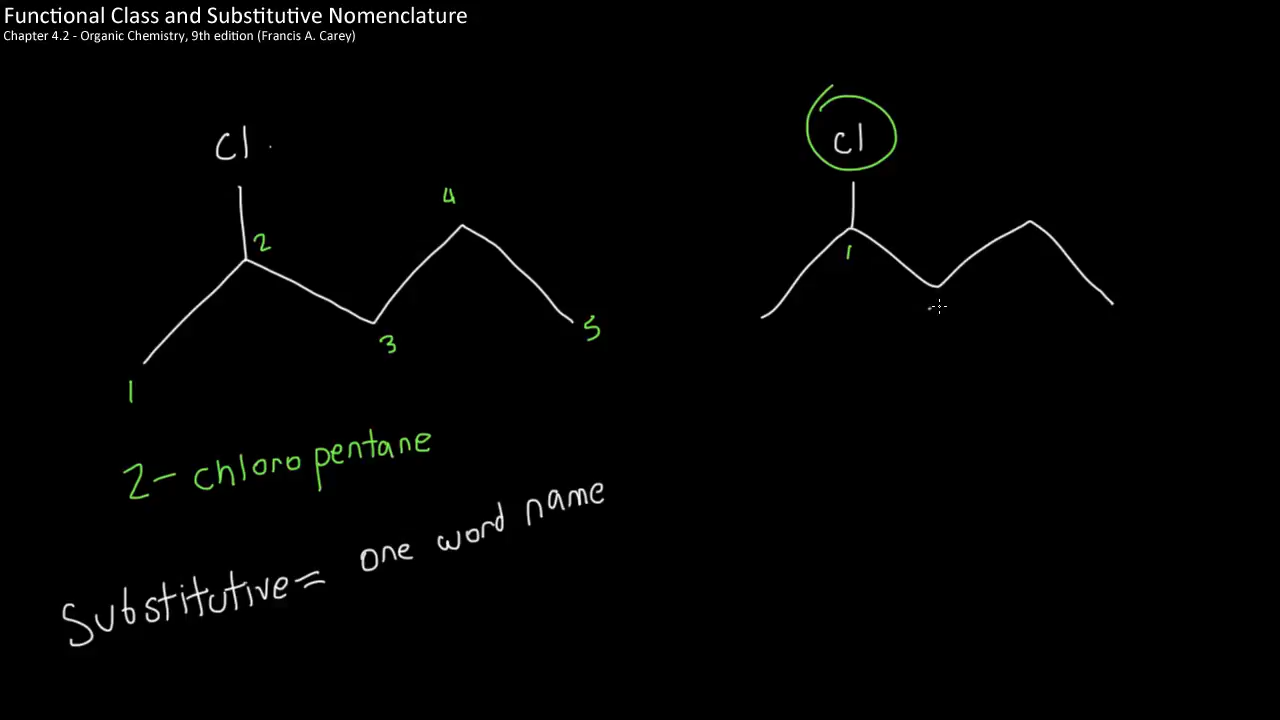 Functional Class and Substitutive Nomenclature
Chapter 4.2 - Organic Chemistry, 9th edition (Francis A. Carey)
Cl
Cl
4
2
1
5
3
1
2-chloropentane
Substitutive = one word name